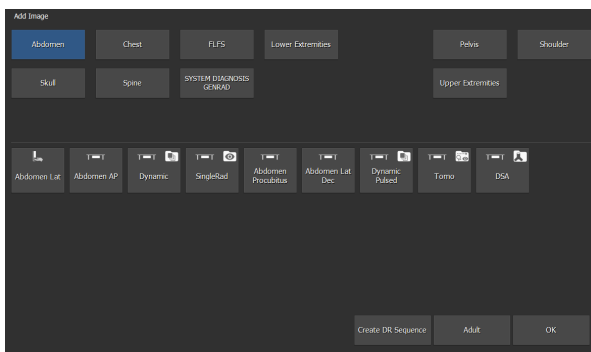 Add Image
Abdomen
Chest
FLFS
Lower Extremities
Pelvis
Shoulder
Skull
Spine
SYSTEM DIAGNOSIS
GENRAD
Upper Extremities
Abdomen Lat
Abdomen AP
Dynamic
SingleRad
Abdomen
Procubitus
Abdomen Lat
Dec
Dynamic
Pulsed
Tomo
DSA
Create DR Sequence
Adult
OK